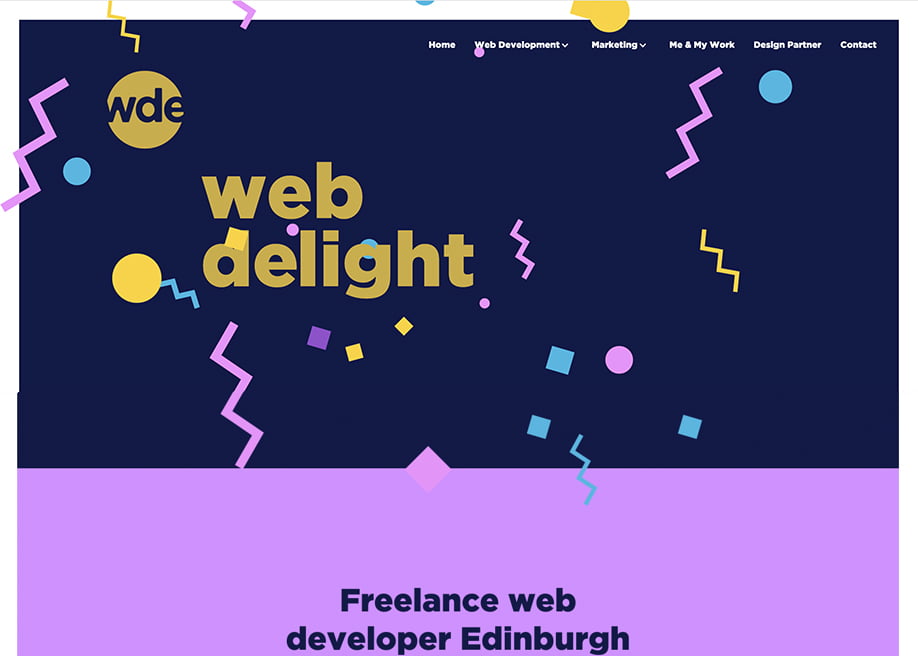 Home Web Development Marketing Me & My Work Design Partner Contact
wde
web
delight
Freelance web
developer Edinburgh